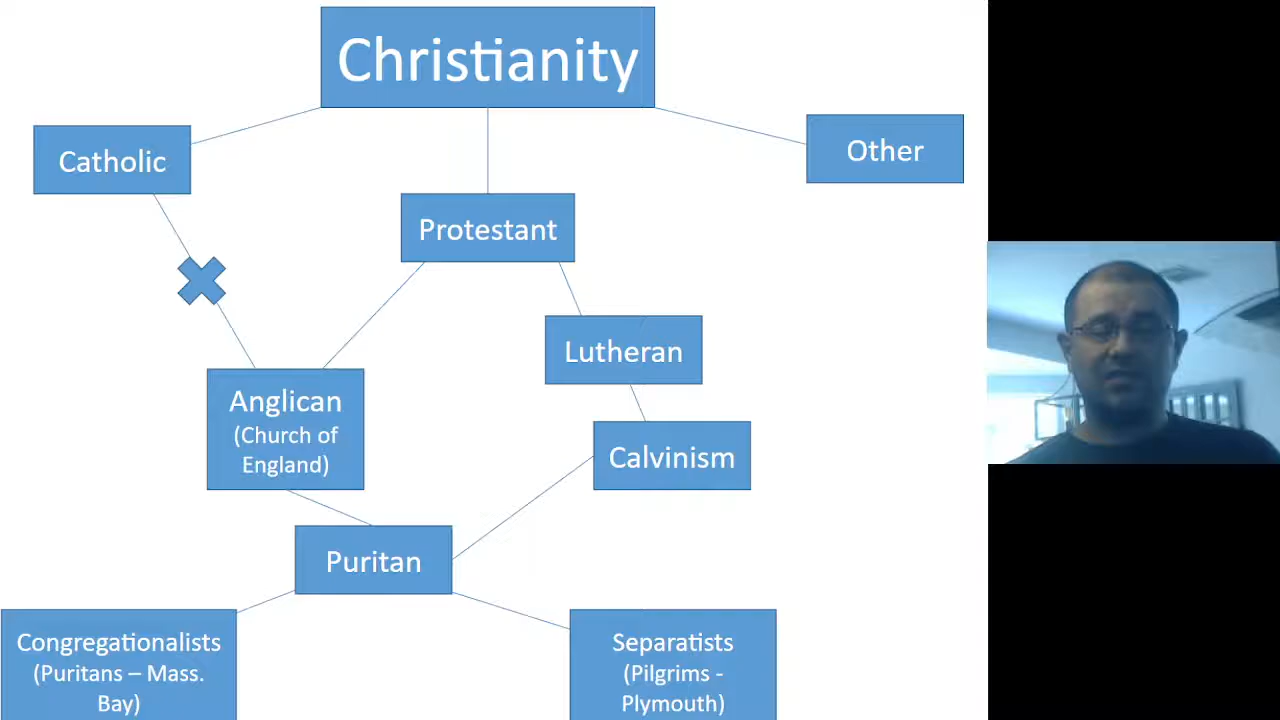 Christianity
Catholic
Other
Protestant
Lutheran
Anglican
(Church of
England)
Calvinism
Puritan
Congregationalists
(Puritans – Mass.
Bay)
Separatists
(Pilgrims -
Plymouth)